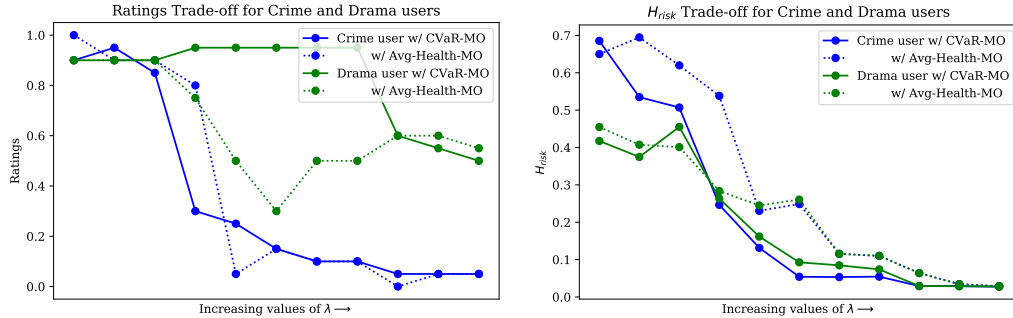 Ratings Trade-off for Crime and Drama users
Ratings
1.0
0.8
0.6
0.4
0.2
0.0
Crime user w/ CVaR-MO
w/ Avg-Health-MO
Drama user w/ CVaR-MO
w/ Avg-Health-MO
Increasing values of λ ⟶
H_risk Trade-off for Crime and Drama users
H_risk
0.7
0.6
0.5
0.4
0.3
0.2
0.1
0.0
Crime user w/ CVaR-MO
w/ Avg-Health-MO
Drama user w/ CVaR-MO
w/ Avg-Health-MO
Increasing values of λ ⟶